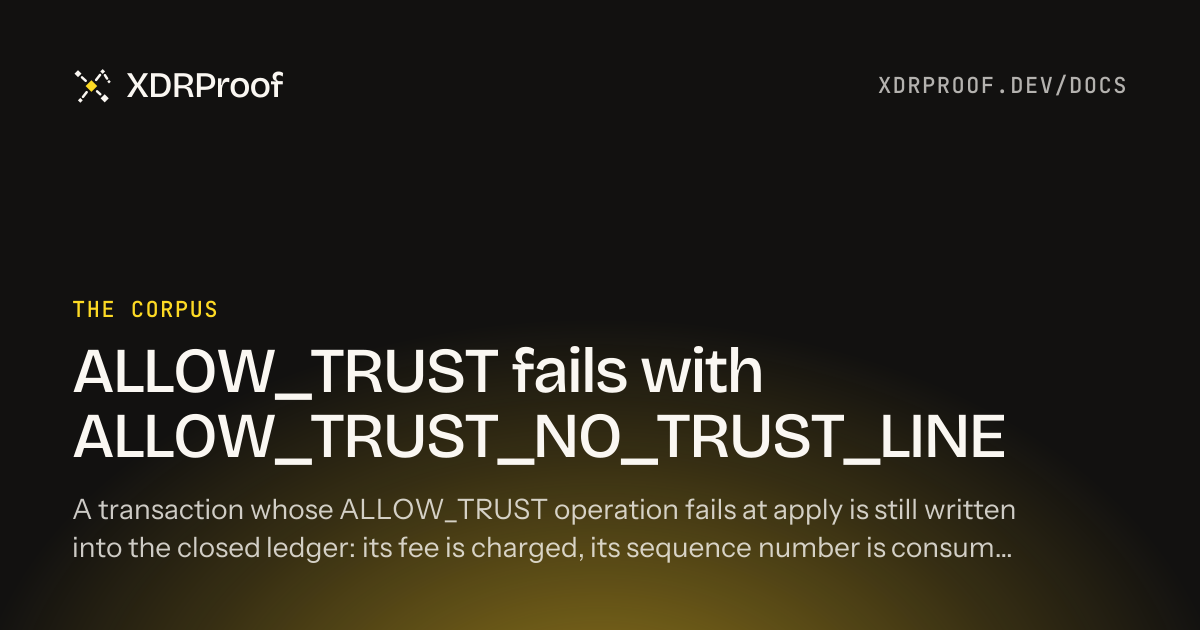 XDRProof
XDRPROOF.DEV/DOCS
THE CORPUS
ALLOW_TRUST fails with
ALLOW_TRUST_NO_TRUST_LINE
A transaction whose ALLOW_TRUST operation fails at apply is still written
into the closed ledger: its fee is charged, its sequence number is consum...